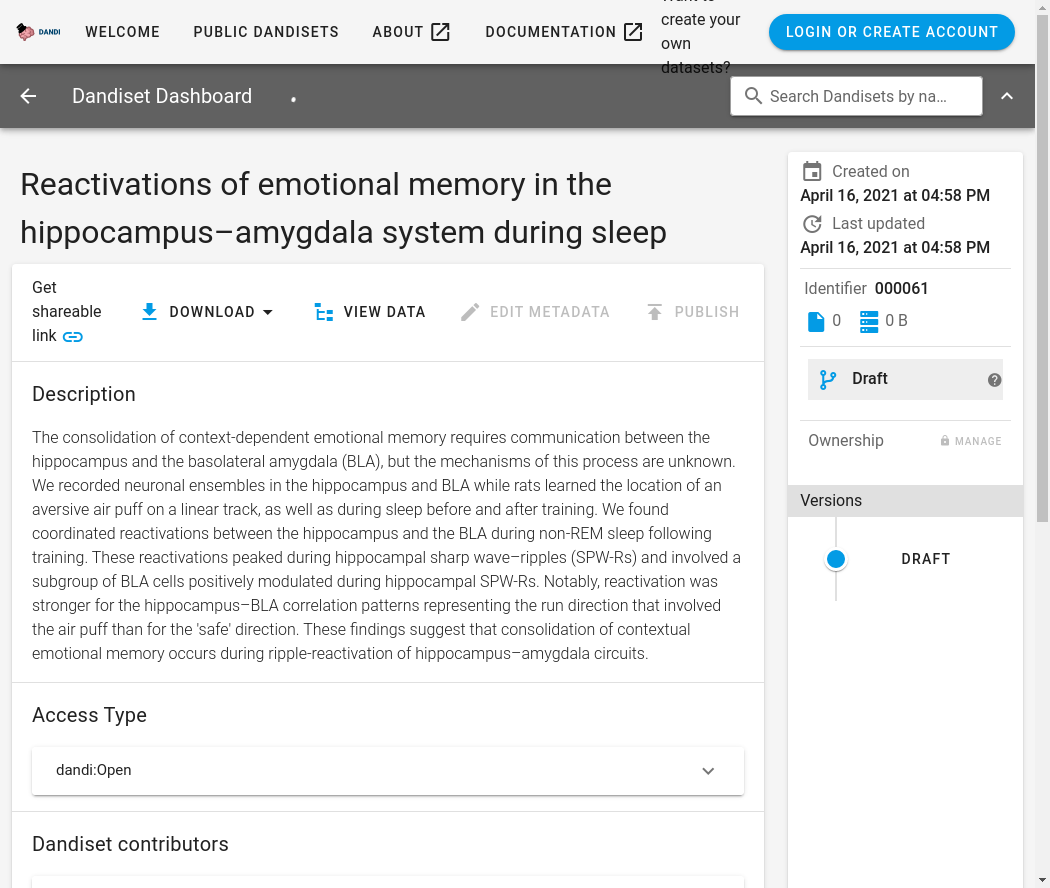 DANDI
WELCOME
PUBLIC DANDISETS
ABOUT
DOCUMENTATION
create your
own
datasets?
LOGIN OR CREATE ACCOUNT
Dandiset Dashboard
Search Dandisets by na…
Reactivations of emotional memory in the
hippocampus–amygdala system during sleep
Get
shareable
link
DOWNLOAD
VIEW DATA
EDIT METADATA
PUBLISH
Description
The consolidation of context-dependent emotional memory requires communication between the
hippocampus and the basolateral amygdala (BLA), but the mechanisms of this process are unknown.
We recorded neuronal ensembles in the hippocampus and BLA while rats learned the location of an
aversive air puff on a linear track, as well as during sleep before and after training. We found
coordinated reactivations between the hippocampus and the BLA during non-REM sleep following
training. These reactivations peaked during hippocampal sharp wave–ripples (SPW-Rs) and involved a
subgroup of BLA cells positively modulated during hippocampal SPW-Rs. Notably, reactivation was
stronger for the hippocampus–BLA correlation patterns representing the run direction that involved
the air puff than for the 'safe' direction. These findings suggest that consolidation of contextual
emotional memory occurs during ripple-reactivation of hippocampus–amygdala circuits.
Access Type
dandi:Open
Dandiset contributors
Created on
April 16, 2021 at 04:58 PM
Last updated
April 16, 2021 at 04:58 PM
Identifier 000061
0
0 B
Draft
Ownership
MANAGE
Versions
DRAFT